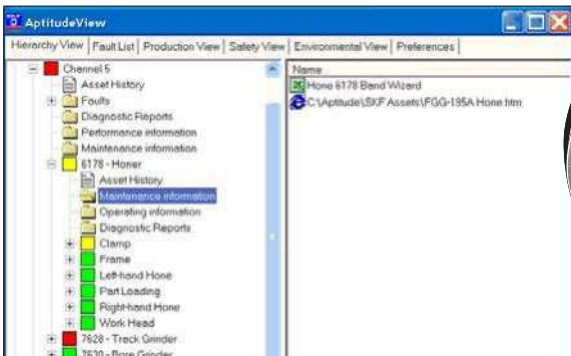 AptitudeView
Hierarchy View Fault List Production View Safety View Environmental View Preferences
Channel 5
Asset History
Faults
Diagnostic Reports
Performance information
Maintenance information
6178 - Honer
Asset History
Maintenance information
Operating information
Diagnostic Reports
Clamp
Frame
Left-hand Hone
Part Loading
Right-hand Hone
Work Head
7628 - Track Grinder
7630 - Bore Grinder
Name
Hone 6178 Band Wizard
C:\Aptitude\SKF Assets\FGG-195A Hone.htm